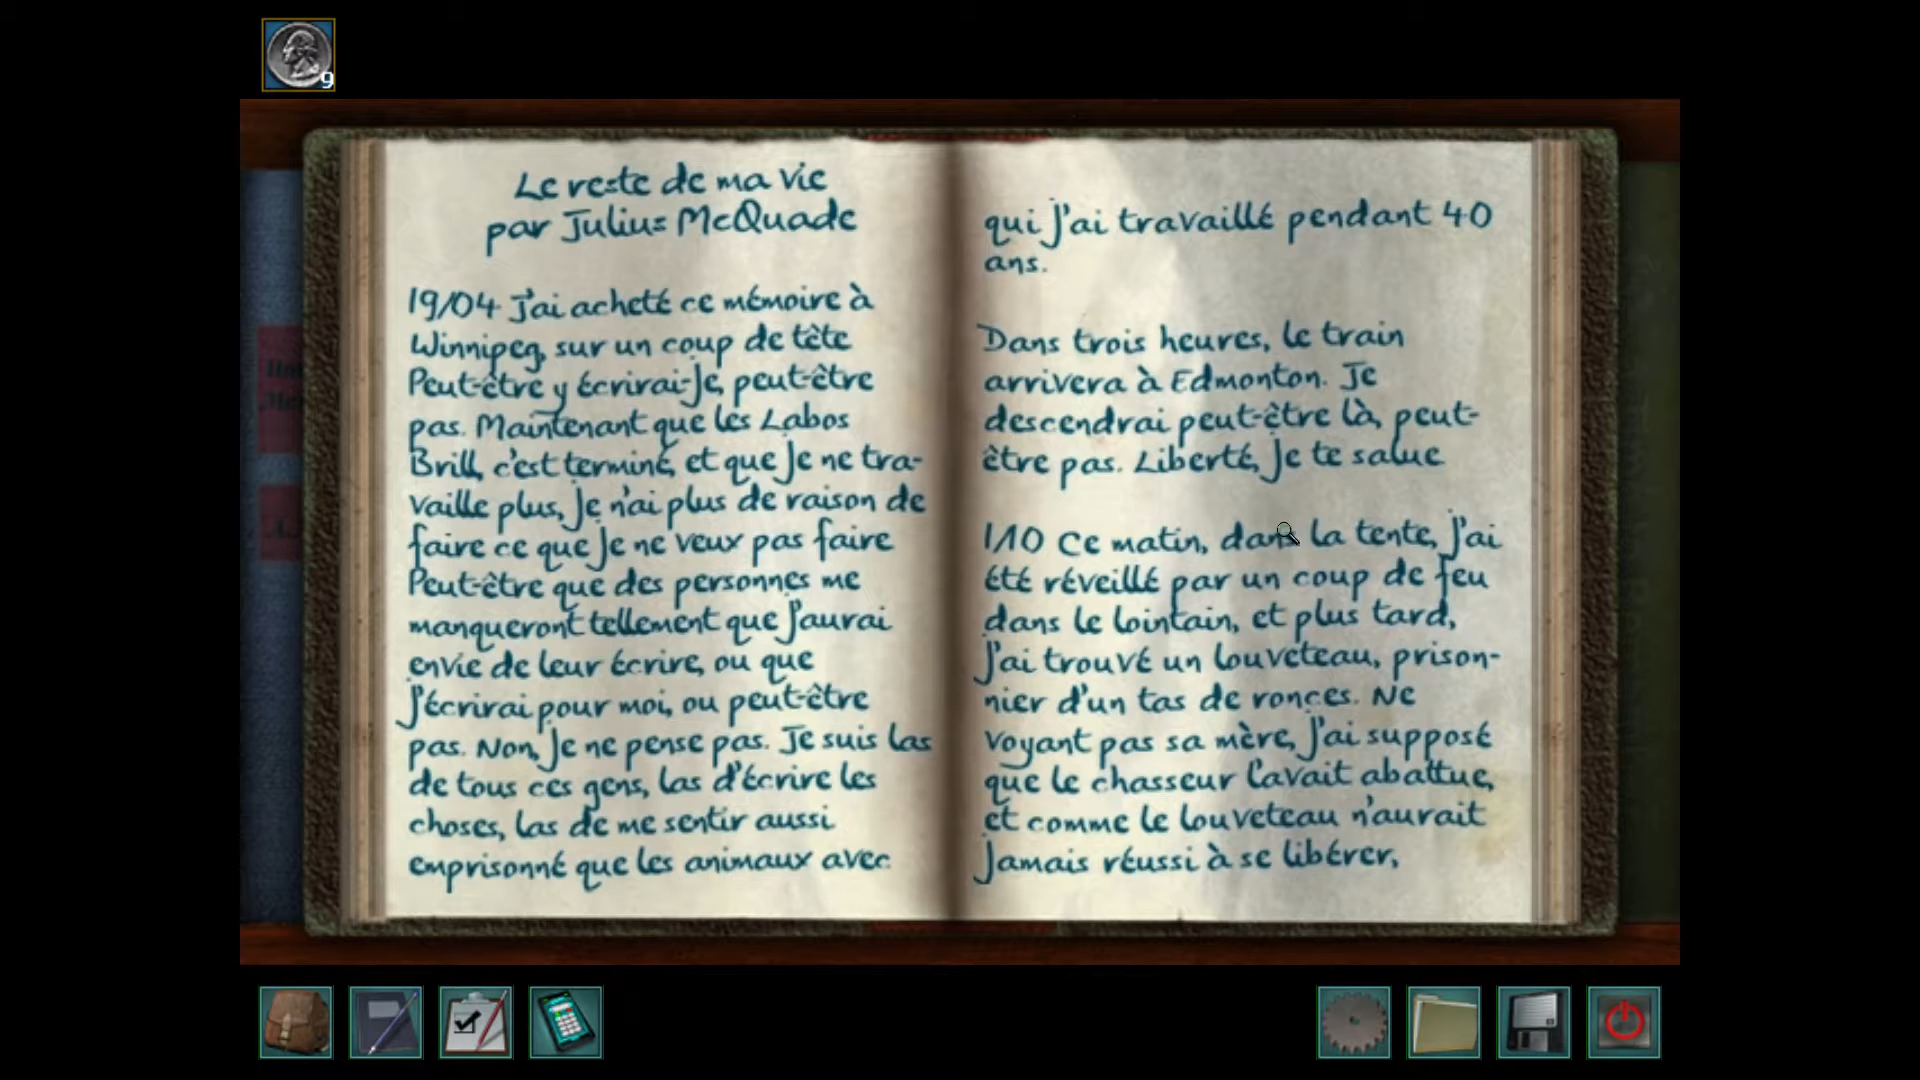 9
Le reste de ma vie
par Julius McQuade
19/04 J'ai acheté ce mémoire à
Winnipeg, sur un coup de tête
Peut-être y écrirai-je, peut-être
pas. Maintenant que les Labos
Brill, c'est terminé, et que je ne tra-
vaille plus, je n'ai plus de raison de
faire ce que je ne veux pas faire
Peut-être que des personnes me
manqueront tellement que j'aurai
envie de leur écrire, ou que
j'écrirai pour moi, ou peut-être
pas. Non, je ne pense pas. Je suis las
de tous ces gens, las d'écrire les
choses, las de me sentir aussi
emprisonné que les animaux avec
qui j'ai travaillé pendant 40
ans.
Dans trois heures, le train
arrivera à Edmonton. Je
descendrai peut-être là, peut-
être pas. Liberté, je te salue
1/10 Ce matin, dans la tente, j'ai
été réveillé par un coup de feu
dans le lointain, et plus tard,
j'ai trouvé un louveteau, prison-
nier d'un tas de ronces. Ne
voyant pas sa mère, j'ai supposé
que le chasseur l'avait abattue,
et comme le louveteau n'aurait
jamais réussi à se libérer,